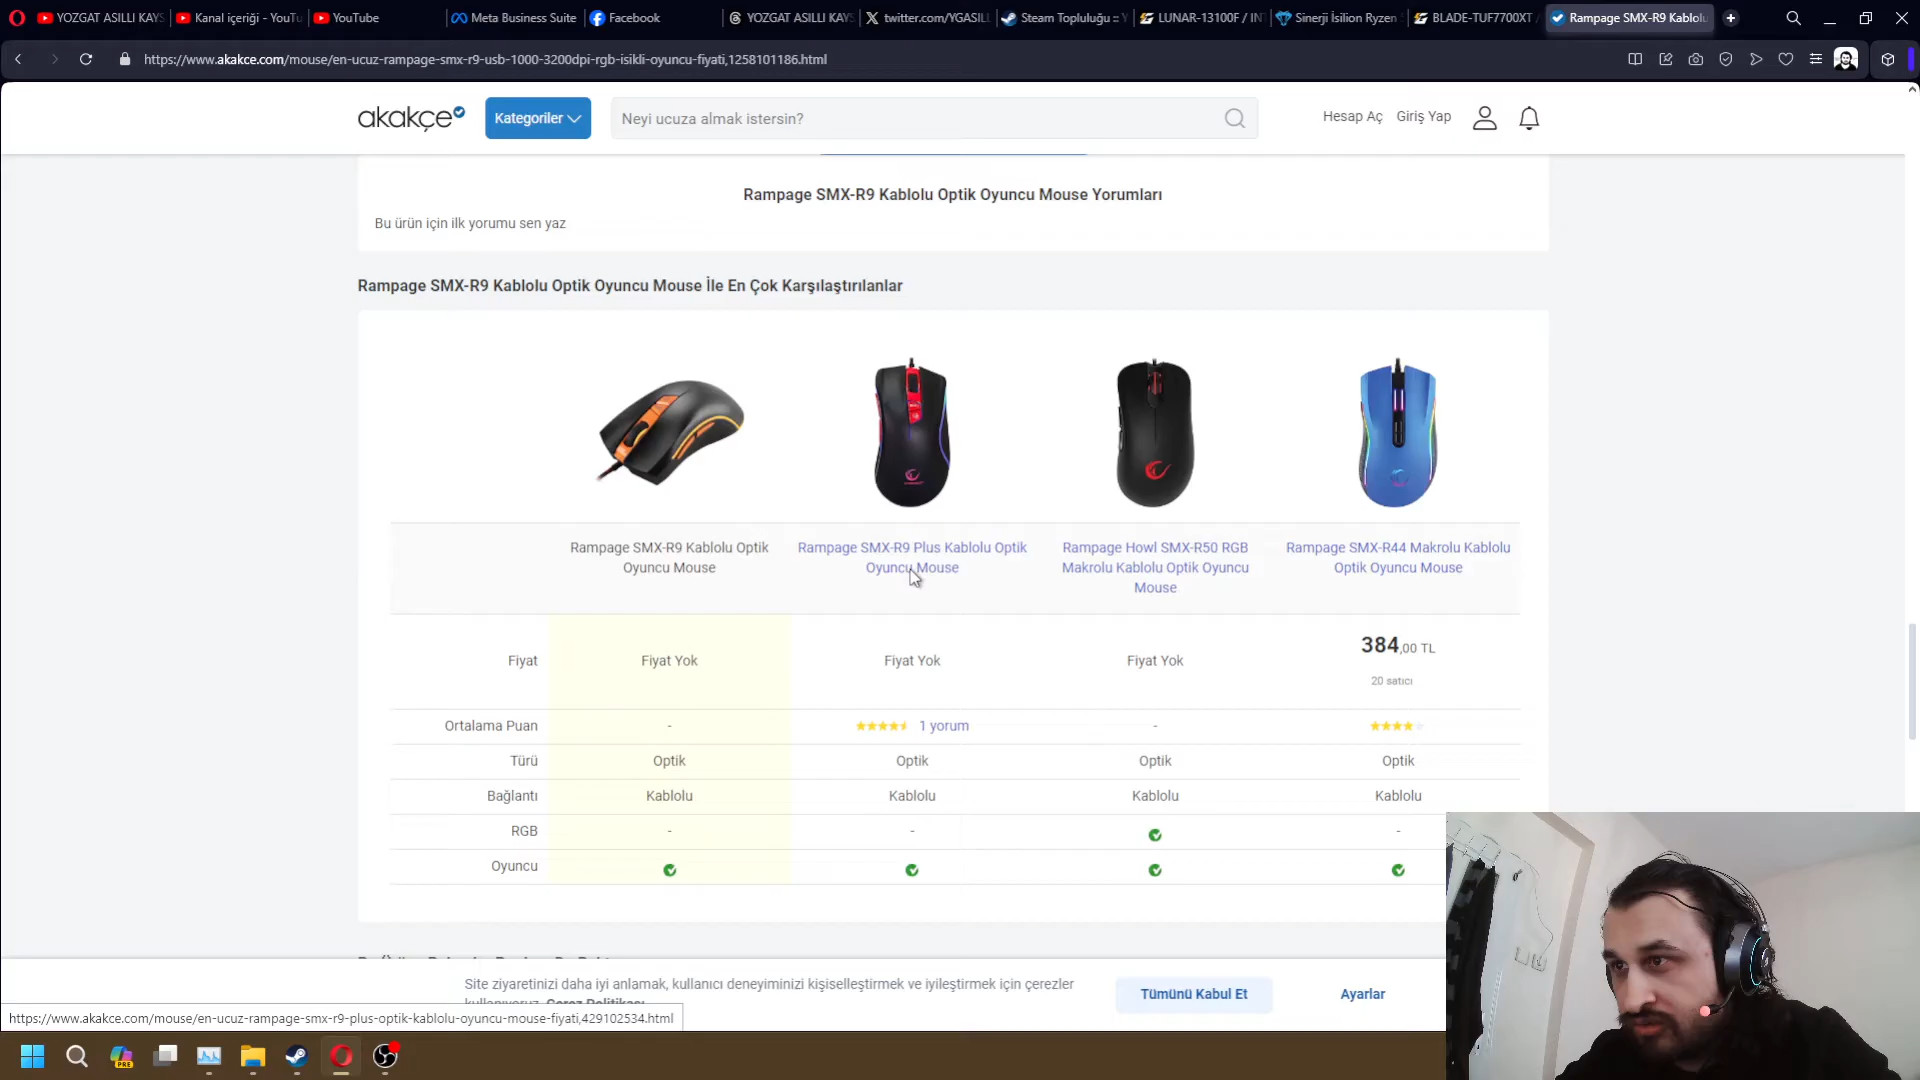 YOZGAT ASILLI KAYS
Kanal içeriği - YouTu
YouTube
Meta Business Suite
Facebook
YOZGAT ASILLI KAYS
twitter.com/YGASILL
Steam Topluluğu :: Y
LUNAR-13100F / IN
Sinerji İsilion Ryzen
BLADE-TUF7700XT /
Rampage SMX-R9 Kablolu
https://www.akakce.com/mouse/en-ucuz-rampage-smx-r9-usb-1000-3200dpi-rgb-isikli-oyuncu-fiyati,1258101186.html
akakçe
Kategoriler
Neyi ucuza almak istersin?
Hesap Aç
Giriş Yap
Rampage SMX-R9 Kablolu Optik Oyuncu Mouse Yorumları
Bu ürün için ilk yorumu sen yaz
Rampage SMX-R9 Kablolu Optik Oyuncu Mouse İle En Çok Karşılaştırılanlar
Rampage SMX-R9 Kablolu Optik
Oyuncu Mouse
Rampage SMX-R9 Plus Kablolu Optik
Oyuncu Mouse
Rampage Howl SMX-R50 RGB
Makrolu Kablolu Optik Oyuncu
Mouse
Rampage SMX-R44 Makrolu Kablolu
Optik Oyuncu Mouse
Fiyat
Fiyat Yok
Fiyat Yok
Fiyat Yok
384,00 TL
20 satıcı
Ortalama Puan
-
1 yorum
-
Türü
Optik
Optik
Optik
Optik
Bağlantı
Kablolu
Kablolu
Kablolu
Kablolu
RGB
-
-
-
Oyuncu
Site ziyaretinizi daha iyi anlamak, kullanıcı deneyiminizi kişiselleştirmek ve iyileştirmek için çerezler
kullanıyoruz. Çerez Politikası
Tümünü Kabul Et
Ayarlar
https://www.akakce.com/mouse/en-ucuz-rampage-smx-r9-plus-optik-kablolu-oyuncu-mouse-fiyati,429102534.html
PRE